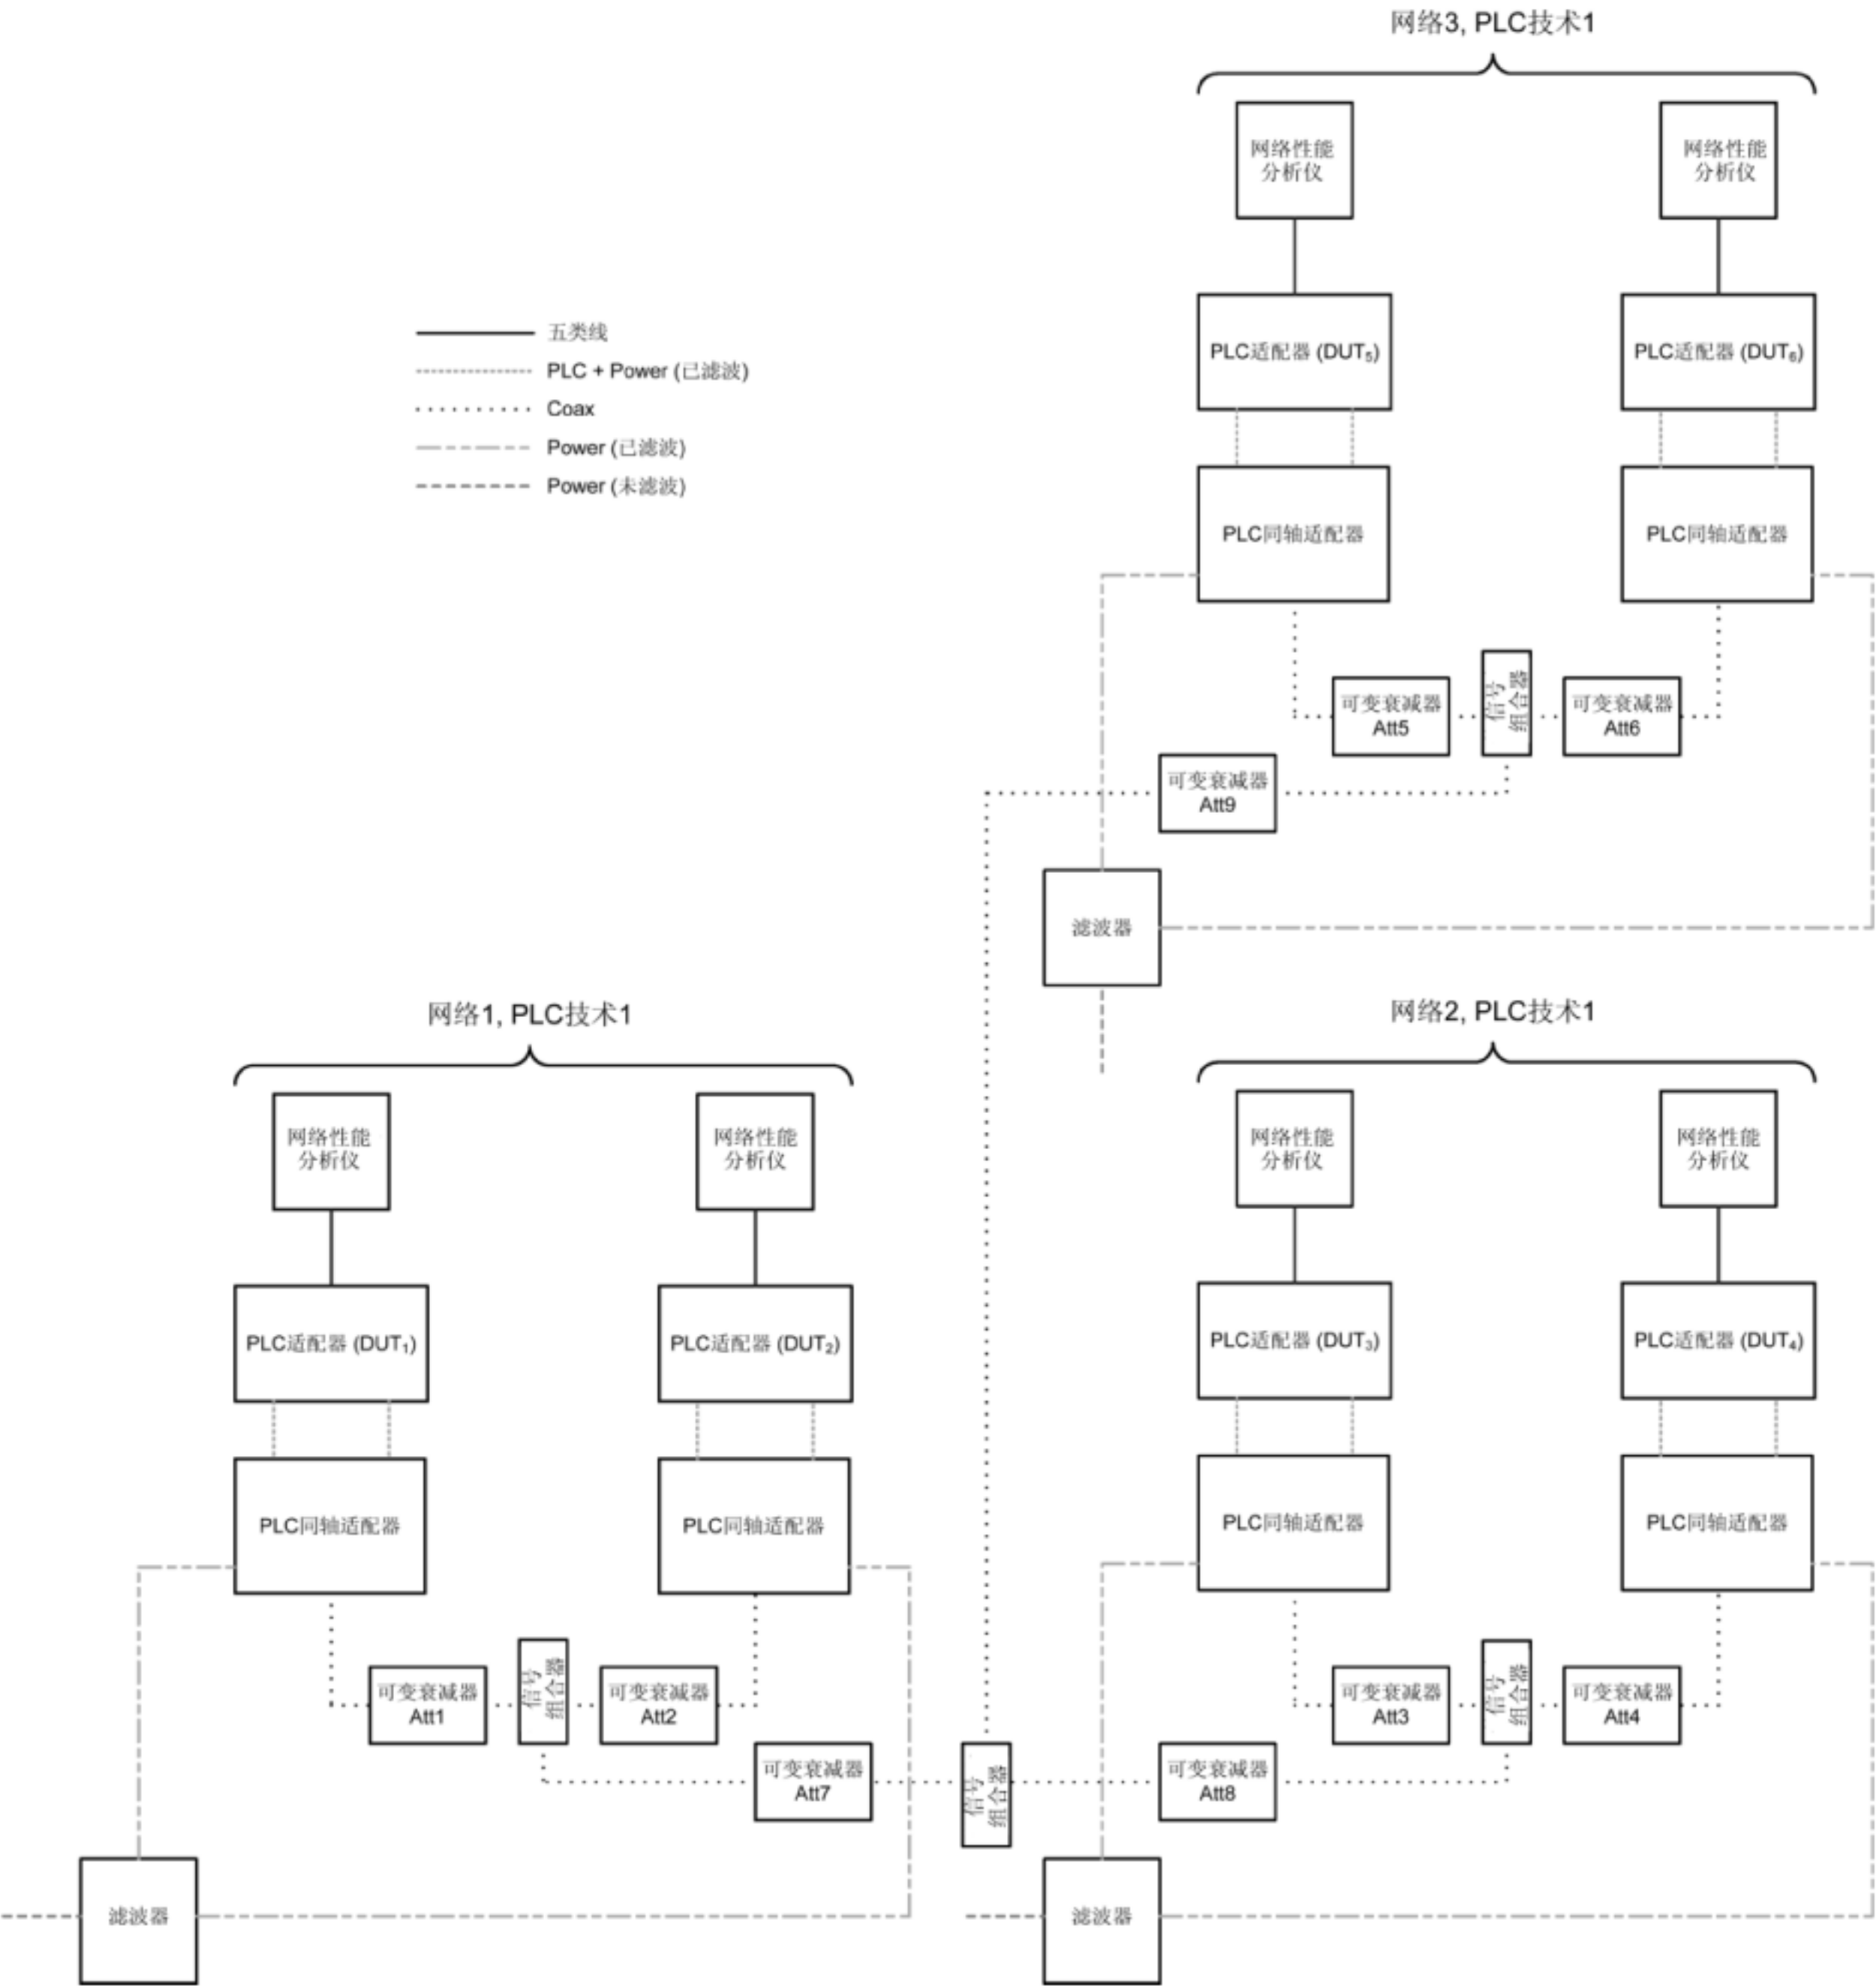 网络3, PLC技术1
网络性能
分析仪
网络性能
分析仪
五类线
PLC + Power (已滤波)
Coax
Power (已滤波)
Power (未滤波)
PLC适配器 (DUT₅)
PLC适配器 (DUT₆)
PLC同轴适配器
PLC同轴适配器
可变衰减器
Att5
信号
组合器
可变衰减器
Att6
可变衰减器
Att9
滤波器
网络1, PLC技术1
网络2, PLC技术1
网络性能
分析仪
网络性能
分析仪
网络性能
分析仪
网络性能
分析仪
PLC适配器 (DUT₁)
PLC适配器 (DUT₂)
PLC适配器 (DUT₃)
PLC适配器 (DUT₄)
PLC同轴适配器
PLC同轴适配器
PLC同轴适配器
PLC同轴适配器
可变衰减器
Att1
信号
组合器
可变衰减器
Att2
可变衰减器
Att3
信号
组合器
可变衰减器
Att4
可变衰减器
Att7
信号
组合器
可变衰减器
Att8
滤波器
滤波器